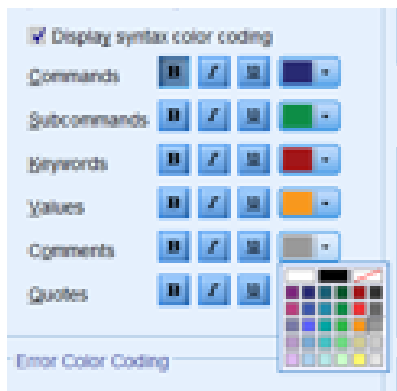 Display syntax color coding
Commands B I U
Subcommands B I U
Keywords B I U
Values B I U
Comments B I U
Quotes B I U
Error Color Coding